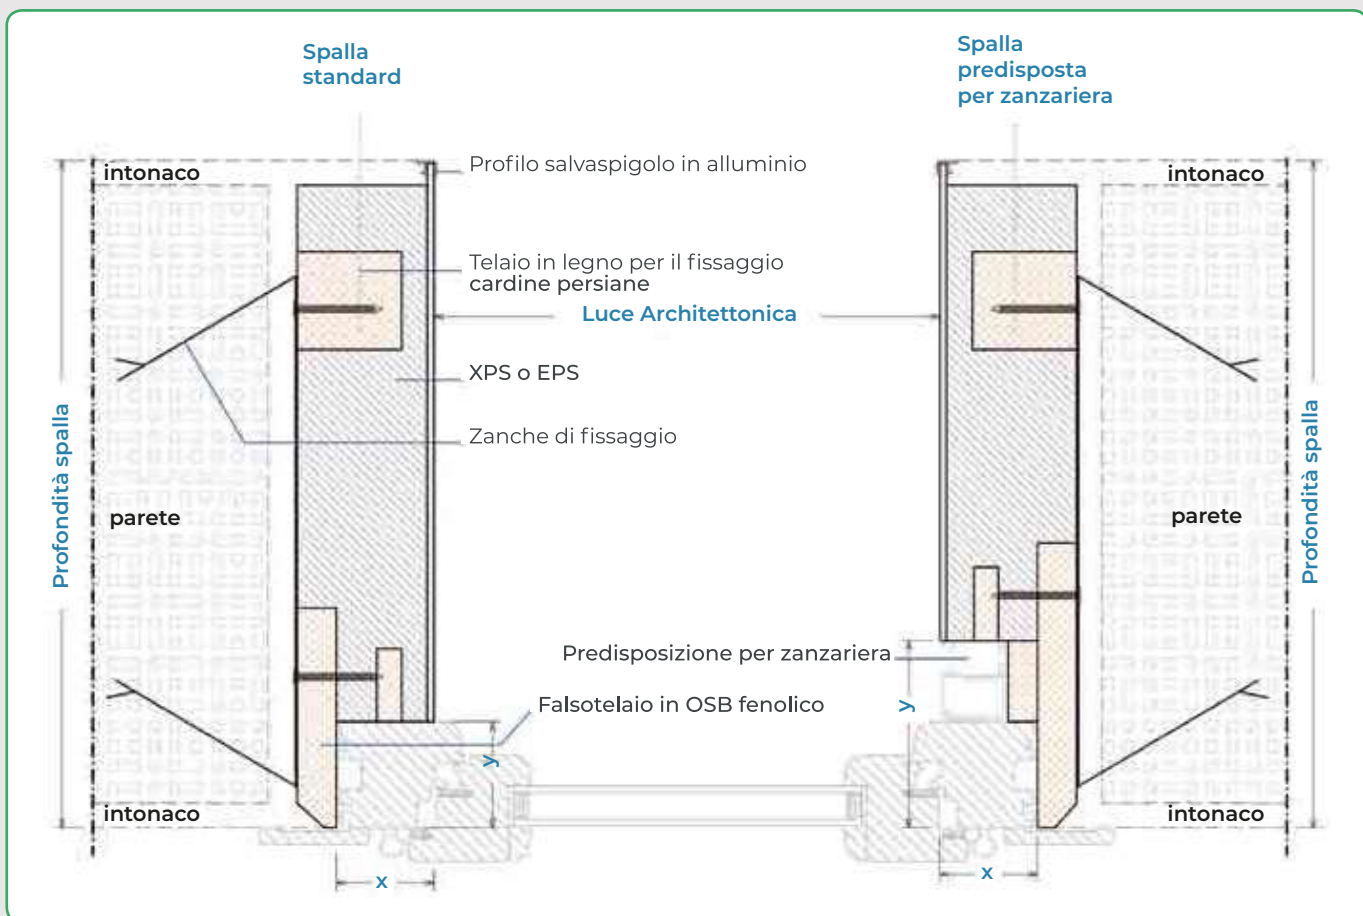 Spalla
standard
Spalla
predisposta
per zanzariera
intonaco
Profilo salvaspigolo in alluminio
intonaco
Telaio in legno per il fissaggio
cardine persiane
Luce Architettonica
XPS o EPS
Zanche di fissaggio
Profondità spalla
parete
parete
Profondità spalla
Predisposizione per zanzariera
Falsotelaio in OSB fenolico
y
y
intonaco
intonaco
x
x